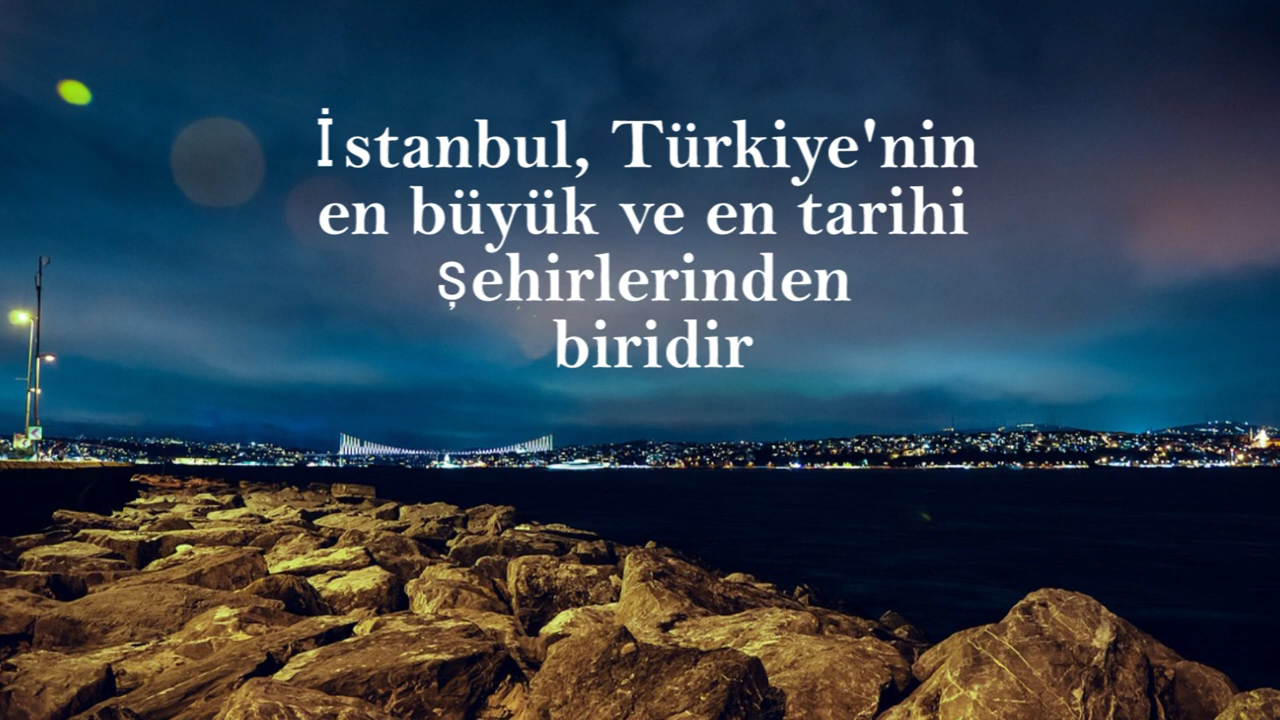 İstanbul, Türkiye'nin
en büyük ve en tarihi
şehirlerinden
biridir